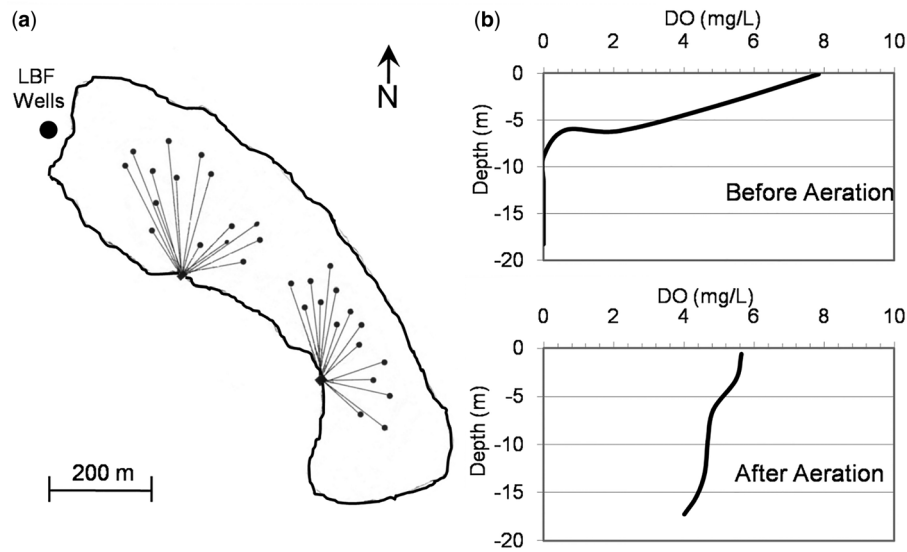 (a)
LBF
Wells
N
200 m
(b)
DO (mg/L)
0 2 4 6 8 10
0
-5
-10
-15
-20
Depth (m)
Before Aeration
DO (mg/L)
0 2 4 6 8 10
0
-5
-10
-15
-20
Depth (m)
After Aeration